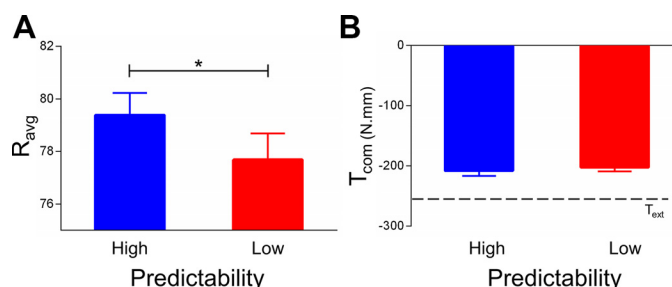 A
82
80
78
76
R_avg
*
High Low
Predictability
B
0
-100
-200
-300
T_com (N.mm)
T_ext
High Low
Predictability